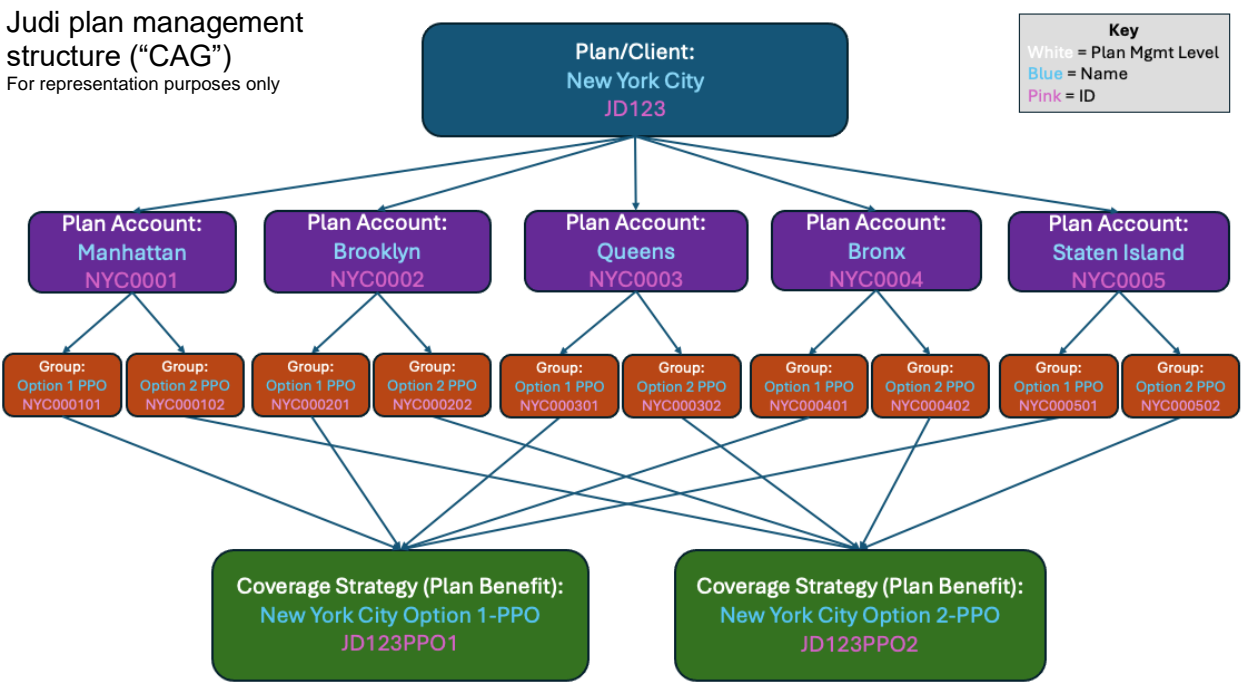 Judi plan management
structure (“CAG”)
For representation purposes only
Plan/Client:
New York City
JD123
Key
White = Plan Mgmt Level
Blue = Name
Pink = ID
Plan Account:
Manhattan
NYC0001
Plan Account:
Brooklyn
NYC0002
Plan Account:
Queens
NYC0003
Plan Account:
Bronx
NYC0004
Plan Account:
Staten Island
NYC0005
Group:
Option 1 PPO
NYC000101
Group:
Option 2 PPO
NYC000102
Group:
Option 1 PPO
NYC000201
Group:
Option 2 PPO
NYC000202
Group:
Option 1 PPO
NYC000301
Group:
Option 2 PPO
NYC000302
Group:
Option 1 PPO
NYC000401
Group:
Option 2 PPO
NYC000402
Group:
Option 1 PPO
NYC000501
Group:
Option 2 PPO
NYC000502
Coverage Strategy (Plan Benefit):
New York City Option 1-PPO
JD123PPO1
Coverage Strategy (Plan Benefit):
New York City Option 2-PPO
JD123PPO2